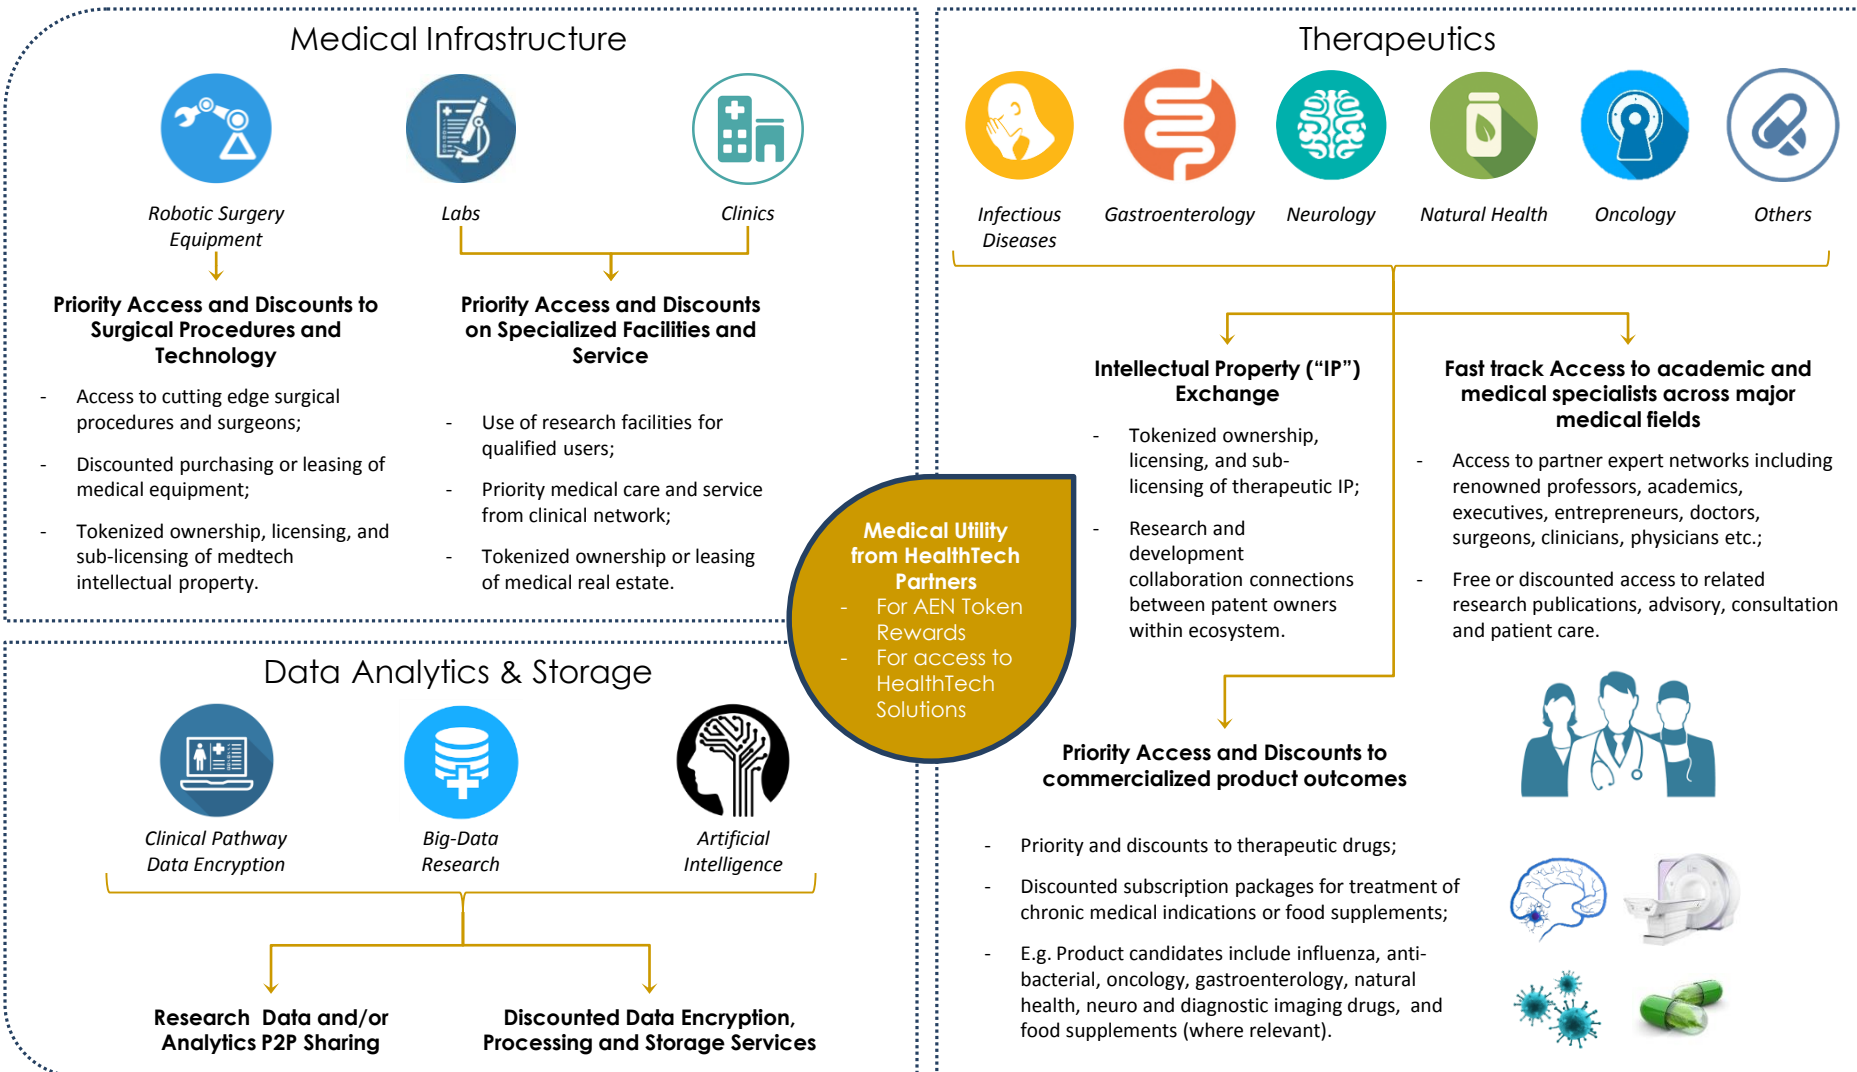 Medical Infrastructure
Robotic Surgery
Equipment
Labs
Clinics
Priority Access and Discounts to
Surgical Procedures and
Technology
- Access to cutting edge surgical
procedures and surgeons;
- Discounted purchasing or leasing of
medical equipment;
- Tokenized ownership, licensing, and
sub-licensing of medtech
intellectual property.
Priority Access and Discounts
on Specialized Facilities and
Service
- Use of research facilities for
qualified users;
- Priority medical care and service
from clinical network;
- Tokenized ownership or leasing
of medical real estate.
Therapeutics
Infectious
Diseases
Gastroenterology
Neurology
Natural Health
Oncology
Others
Intellectual Property (“IP”)
Exchange
- Tokenized ownership,
licensing, and sub-
licensing of therapeutic IP;
- Research and
development
collaboration connections
between patent owners
within ecosystem.
Fast track Access to academic and
medical specialists across major
medical fields
- Access to partner expert networks including
renowned professors, academics,
executives, entrepreneurs, doctors,
surgeons, clinicians, physicians etc.;
- Free or discounted access to related
research publications, advisory, consultation
and patient care.
Medical Utility
from HealthTech
Partners
- For AEN Token
Rewards
- For access to
HealthTech
Solutions
Data Analytics & Storage
Clinical Pathway
Data Encryption
Big-Data
Research
Artificial
Intelligence
Research Data and/or
Analytics P2P Sharing
Discounted Data Encryption,
Processing and Storage Services
Priority Access and Discounts to
commercialized product outcomes
- Priority and discounts to therapeutic drugs;
- Discounted subscription packages for treatment of
chronic medical indications or food supplements;
- E.g. Product candidates include influenza, anti-
bacterial, oncology, gastroenterology, natural
health, neuro and diagnostic imaging drugs, and
food supplements (where relevant).